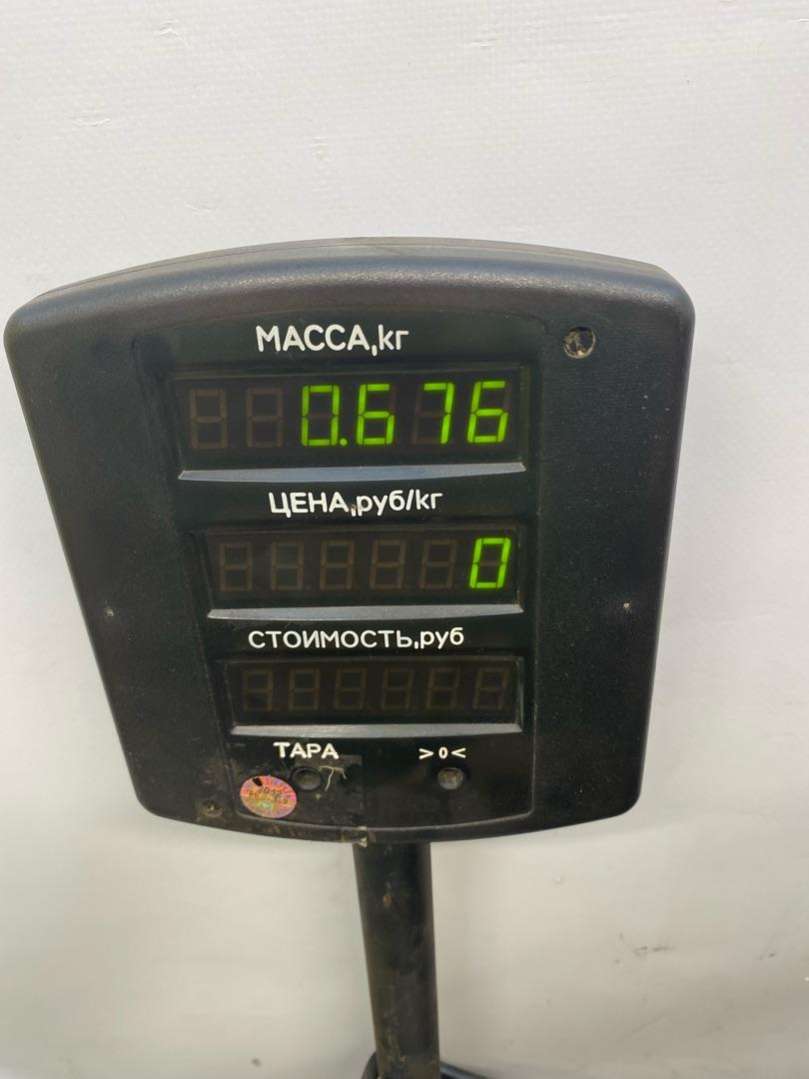 МАССА,кг
0.676
ЦЕНА,руб/кг
0
СТОИМОСТЬ,руб
ТАРА >0<